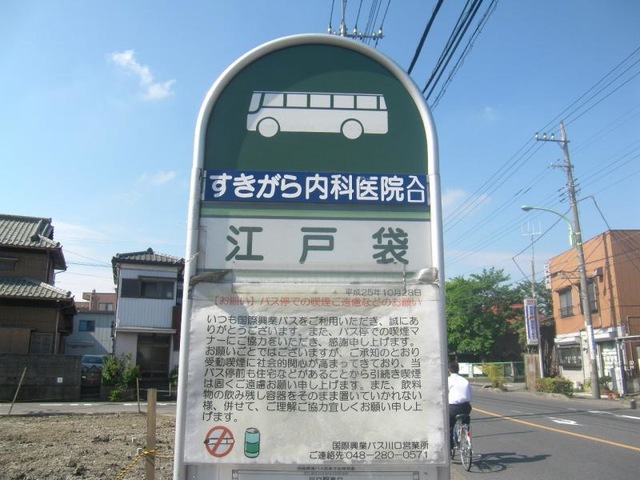 すきがら内科医院入口
江戸袋
平成25年10月28日
【お願い】バス停での喫煙ご遠慮などのお願い
いつも国際興業バスをご利用いただき、誠にあ
りがとうございます。また、バス停での喫煙マ
ナーにご協力をいただき、感謝申し上げます。
お願いごとではございますが、ご承知のとおり
受動喫煙に社会的関心が高まってきており、当
バス停前も住宅などがあることから引続き喫煙
は固くご遠慮お願い申し上げます。また、飲料
物の飲み残し容器をそのまま置いていかれない
様、併せて、ご理解ご協力宜しくお願い申し上
げます。
国際興業バス川口営業所
ご連絡先:048-280-0571